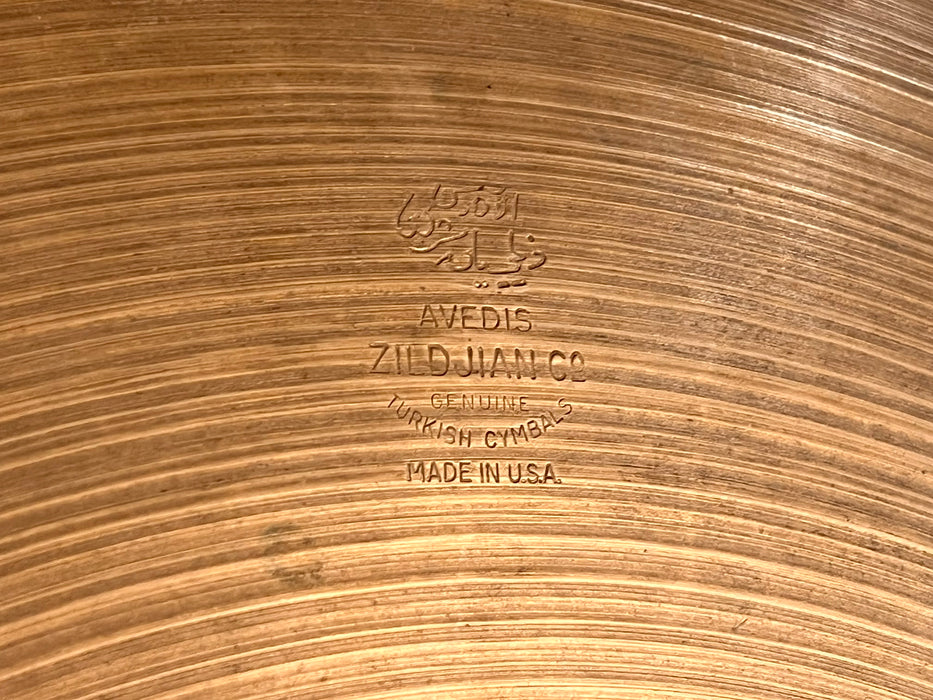 AVEDIS
ZILDJIAN Co
GENUINE
TURKISH CYMBALS
MADE IN U.S.A.